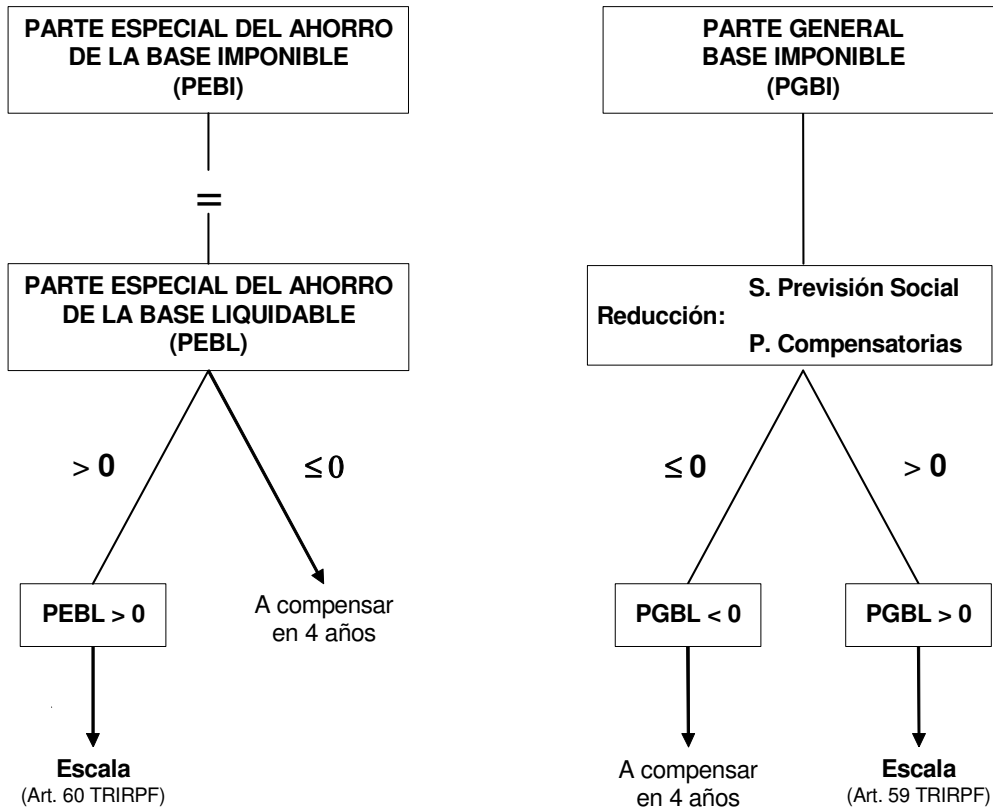 PARTE ESPECIAL DEL AHORRO
DE LA BASE IMPONIBLE
(PEBI)
=
PARTE ESPECIAL DEL AHORRO
DE LA BASE LIQUIDABLE
(PEBL)
> 0
≤ 0
PEBL > 0
A compensar
en 4 años
Escala
(Art. 60 TRIRPF)
PARTE GENERAL
BASE IMPONIBLE
(PGBI)
S. Previsión Social
Reducción:
P. Compensatorias
≤ 0
> 0
PGBL < 0
PGBL > 0
A compensar
en 4 años
Escala
(Art. 59 TRIRPF)